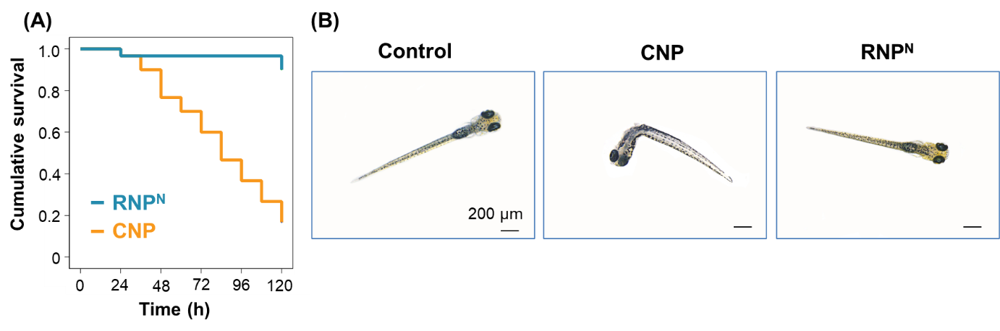 (A)
Cumulative survival
1.0
0.8
0.6
0.4
0.2
0
RNPᴺ
CNP
0 24 48 72 96 120
Time (h)
(B)
Control CNP RNPᴺ
200 µm